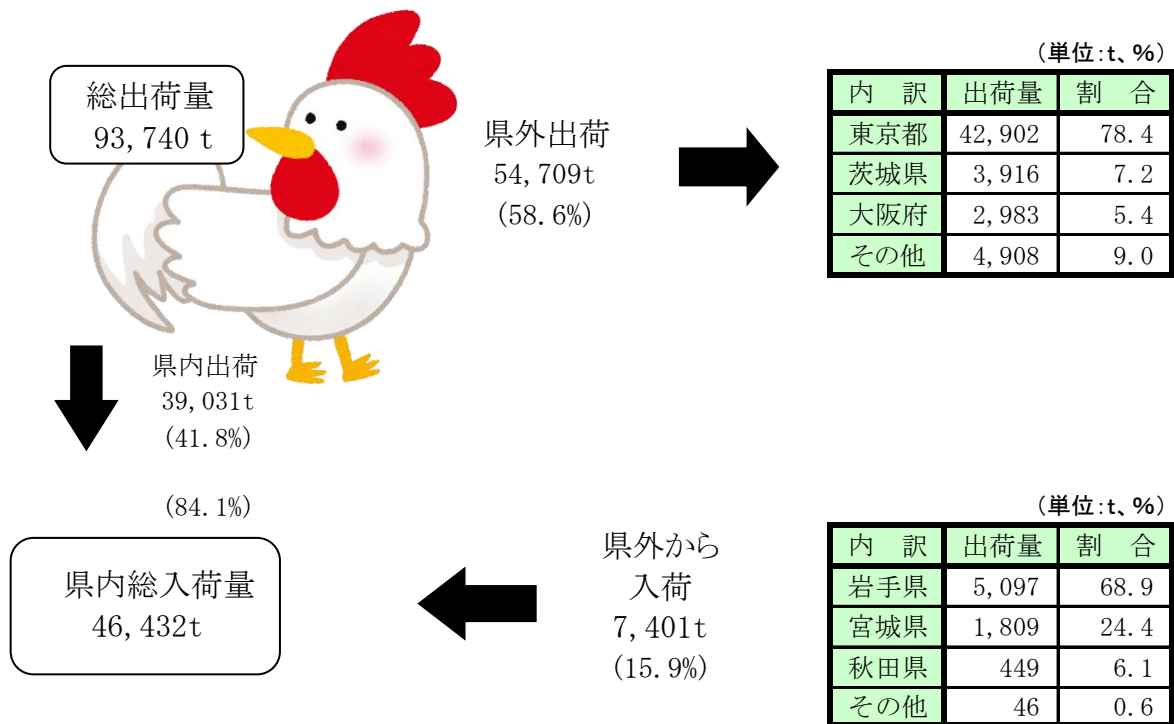 総出荷量
93,740 t
県外出荷
54,709t
(58.6%)
(単位:t、%)
内　訳 出荷量 割　合
東京都 42,902 78.4
茨城県 3,916 7.2
大阪府 2,983 5.4
その他 4,908 9.0
県内出荷
39,031t
(41.8%)
(84.1%)
県内総入荷量
46,432t
県外から
入荷
7,401t
(15.9%)
(単位:t、%)
内　訳 出荷量 割　合
岩手県 5,097 68.9
宮城県 1,809 24.4
秋田県 449 6.1
その他 46 0.6